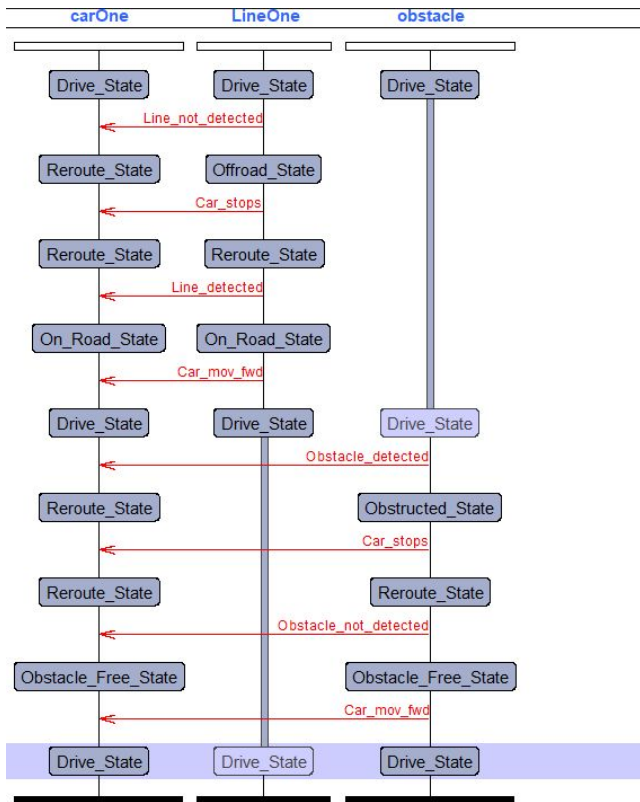 carOne LineOne obstacle
Drive_State Drive_State Drive_State
Line_not_detected
Reroute_State Offroad_State
Car_stops
Reroute_State Reroute_State
Line_detected
On_Road_State On_Road_State
Car_mov_fwd
Drive_State Drive_State Drive_State
Obstacle_detected
Reroute_State Obstructed_State
Car_stops
Reroute_State Reroute_State
Obstacle_not_detected
Obstacle_Free_State Obstacle_Free_State
Car_mov_fwd
Drive_State Drive_State Drive_State